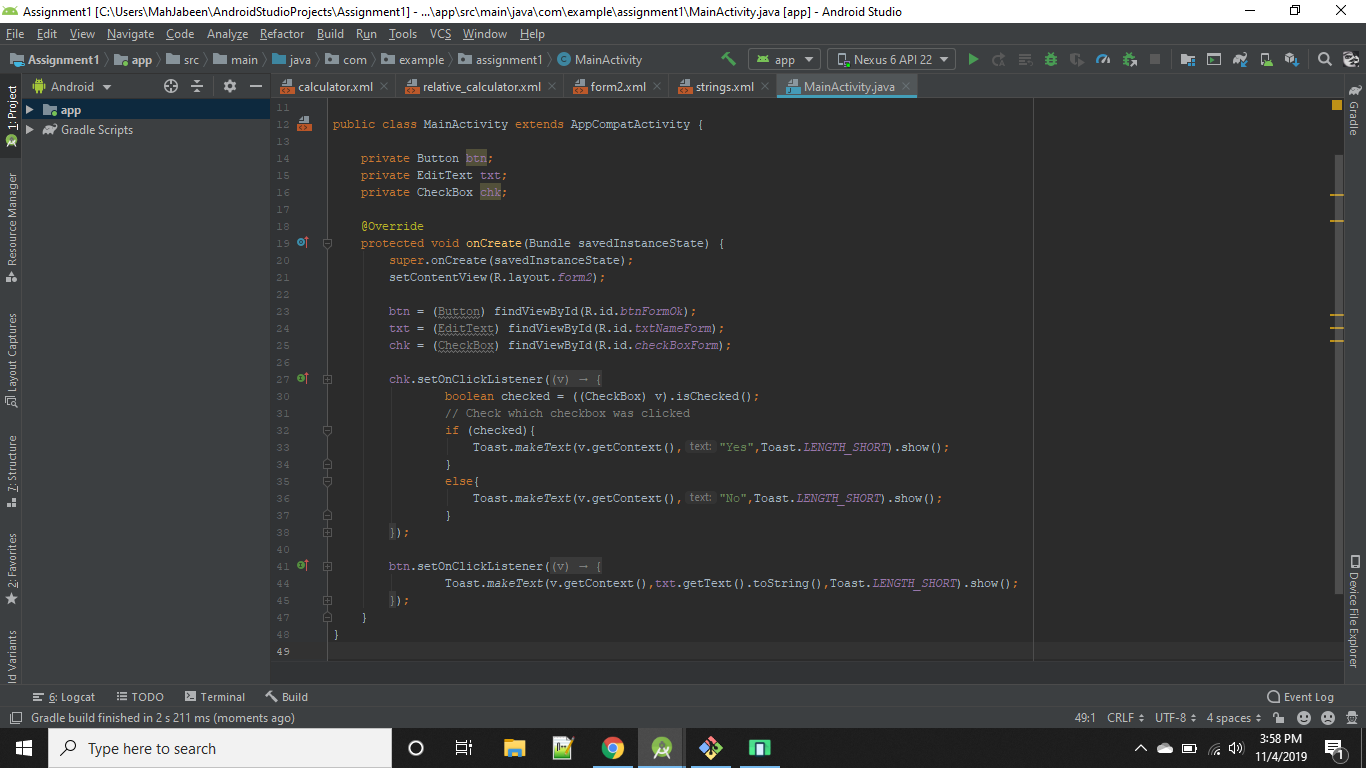 Assignment1 [C:\Users\MahJabeen\AndroidStudioProjects\Assignment1] - ...\app\src\main\java\com\example\assignment1\MainActivity.java [app] - Android Studio
File Edit View Navigate Code Analyze Refactor Build Run Tools VCS Window Help
Assignment1 app src main java com example assignment1 MainActivity app Nexus 6 API 22
Android calculator.xml relative_calculator.xml form2.xml strings.xml MainActivity.java
app
Gradle Scripts
1: Project
Resource Manager
Layout Captures
7: Structure
2: Favorites
ld Variants
11
12 public class MainActivity extends AppCompatActivity {
13
14 private Button btn;
15 private EditText txt;
16 private CheckBox chk;
17
18 @Override
19 protected void onCreate(Bundle savedInstanceState) {
20 super.onCreate(savedInstanceState);
21 setContentView(R.layout.form2);
22
23 btn = (Button) findViewById(R.id.btnFormOk);
24 txt = (EditText) findViewById(R.id.txtNameForm);
25 chk = (CheckBox) findViewById(R.id.checkBoxForm);
26
27 chk.setOnClickListener((v) → {
30 boolean checked = ((CheckBox) v).isChecked();
31 // Check which checkbox was clicked
32 if (checked){
33 Toast.makeText(v.getContext(), text: "Yes",Toast.LENGTH_SHORT).show();
34 }
35 else{
36 Toast.makeText(v.getContext(), text: "No",Toast.LENGTH_SHORT).show();
37 }
38 });
40
41 btn.setOnClickListener((v) → {
44 Toast.makeText(v.getContext(),txt.getText().toString(),Toast.LENGTH_SHORT).show();
45 });
47 }
48 }
49
Gradle
Device File Explorer
6: Logcat TODO Terminal Build Event Log
Gradle build finished in 2 s 211 ms (moments ago) 49:1 CRLF UTF-8 4 spaces
Type here to search
3:58 PM
11/4/2019
1